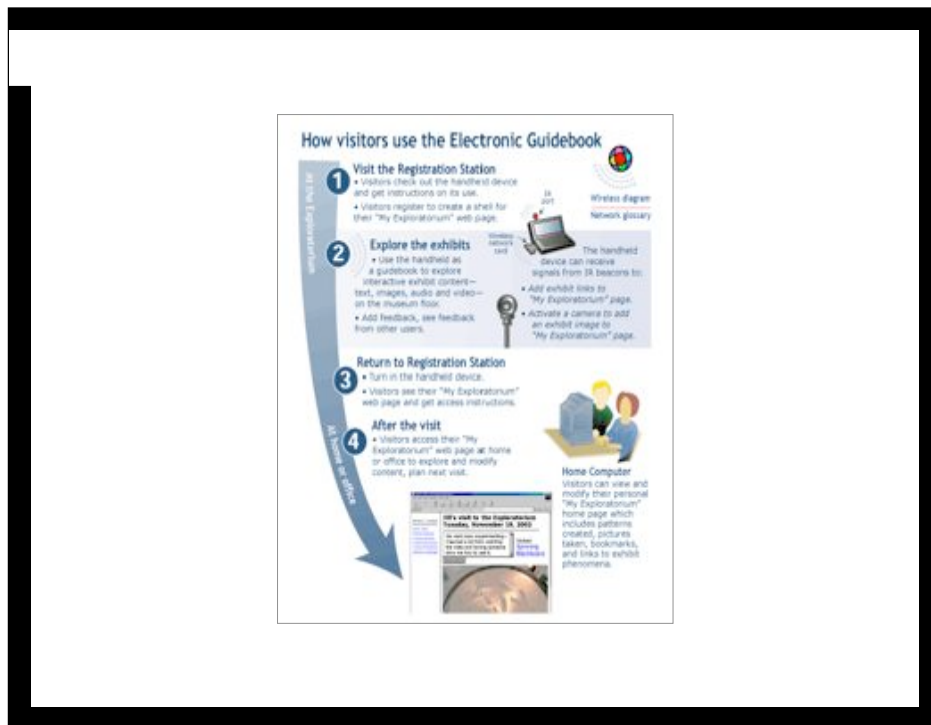 How visitors use the Electronic Guidebook
At the Exploratorium
1
Visit the Registration Station
• Visitors check out the handheld device
and get instructions on its use.
• Visitors register to create a shell for
their "My Exploratorium" web page.
IR
port
Wireless diagram
Network glossary
2
Explore the exhibits
• Use the handheld as
a guidebook to explore
interactive exhibit content—
text, images, audio and video—
on the museum floor.
• Add feedback, see feedback
from other users.
Wireless
network
card
The handheld
device can receive
signals from IR beacons to:
• Add exhibit links to
"My Exploratorium" page.
• Activate a camera to add
an exhibit image to
"My Exploratorium" page.
3
Return to Registration Station
• Turn in the handheld device.
• Visitors see their "My Exploratorium"
web page and get access instructions.
At home or office
4
After the visit
• Visitors access their "My
Exploratorium" web page at home
or office to explore and modify
content, plan next visit.
Home Computer
Visitors can view and
modify their personal
"My Exploratorium"
home page which
includes patterns
created, pictures
taken, bookmarks,
and links to exhibit
phenomena.
visit to the Exploratorium
Tuesday, November 19, 2002